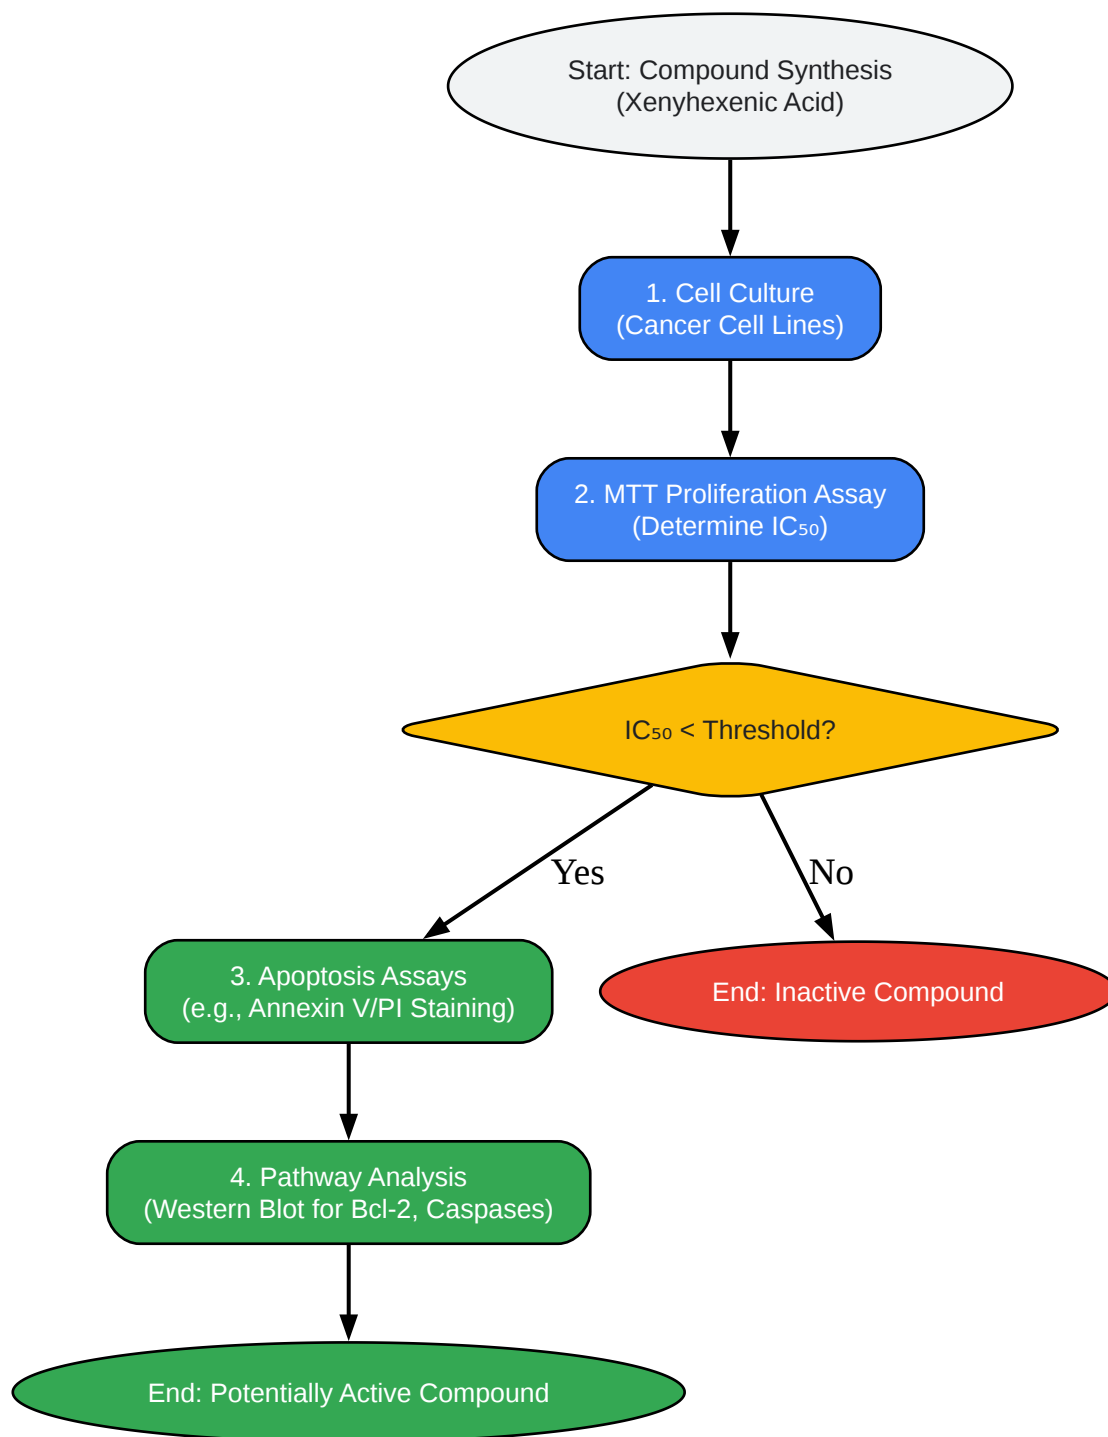 Start: Compound Synthesis
(Xenyhexenic Acid)
1. Cell Culture
(Cancer Cell Lines)
2. MTT Proliferation Assay
(Determine IC₅₀)
IC₅₀ < Threshold?
Yes
No
3. Apoptosis Assays
(e.g., Annexin V/PI Staining)
End: Inactive Compound
4. Pathway Analysis
(Western Blot for Bcl-2, Caspases)
End: Potentially Active Compound